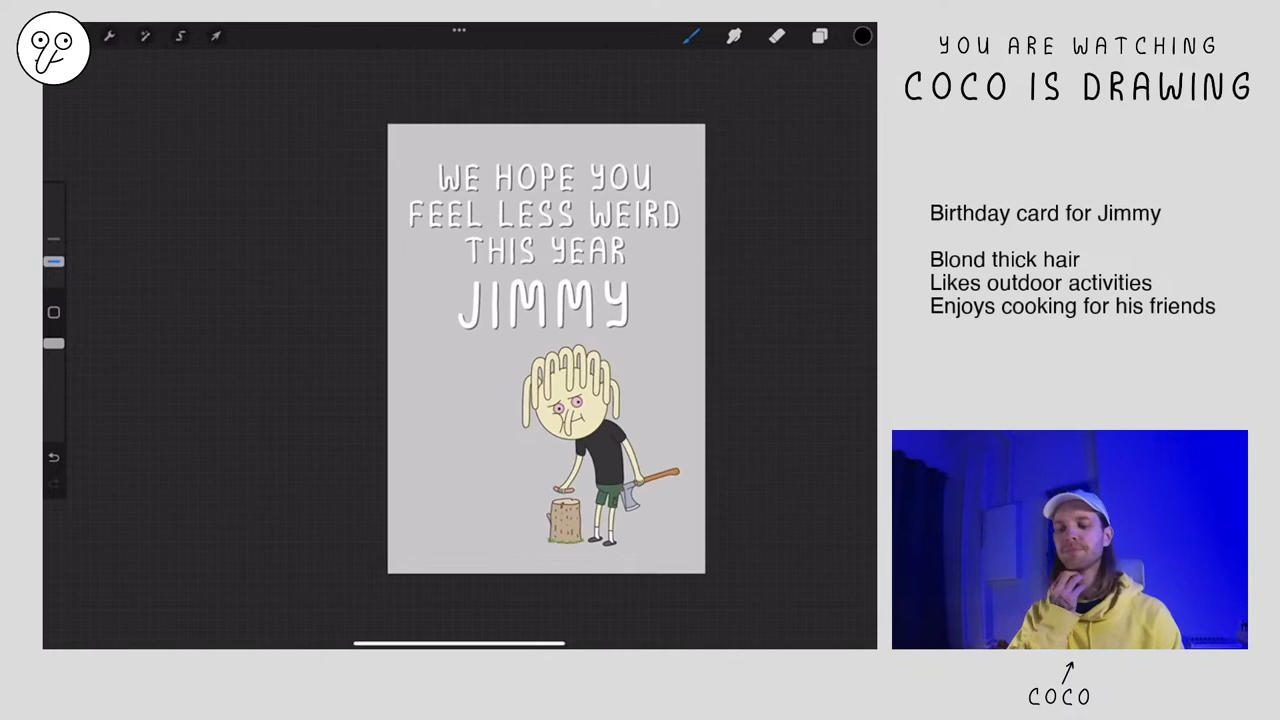 YOU ARE WATCHING
COCO IS DRAWING
WE HOPE YOU
FEEL LESS WEIRD
THIS YEAR
JIMMY
Birthday card for Jimmy
Blond thick hair
Likes outdoor activities
Enjoys cooking for his friends
COCO